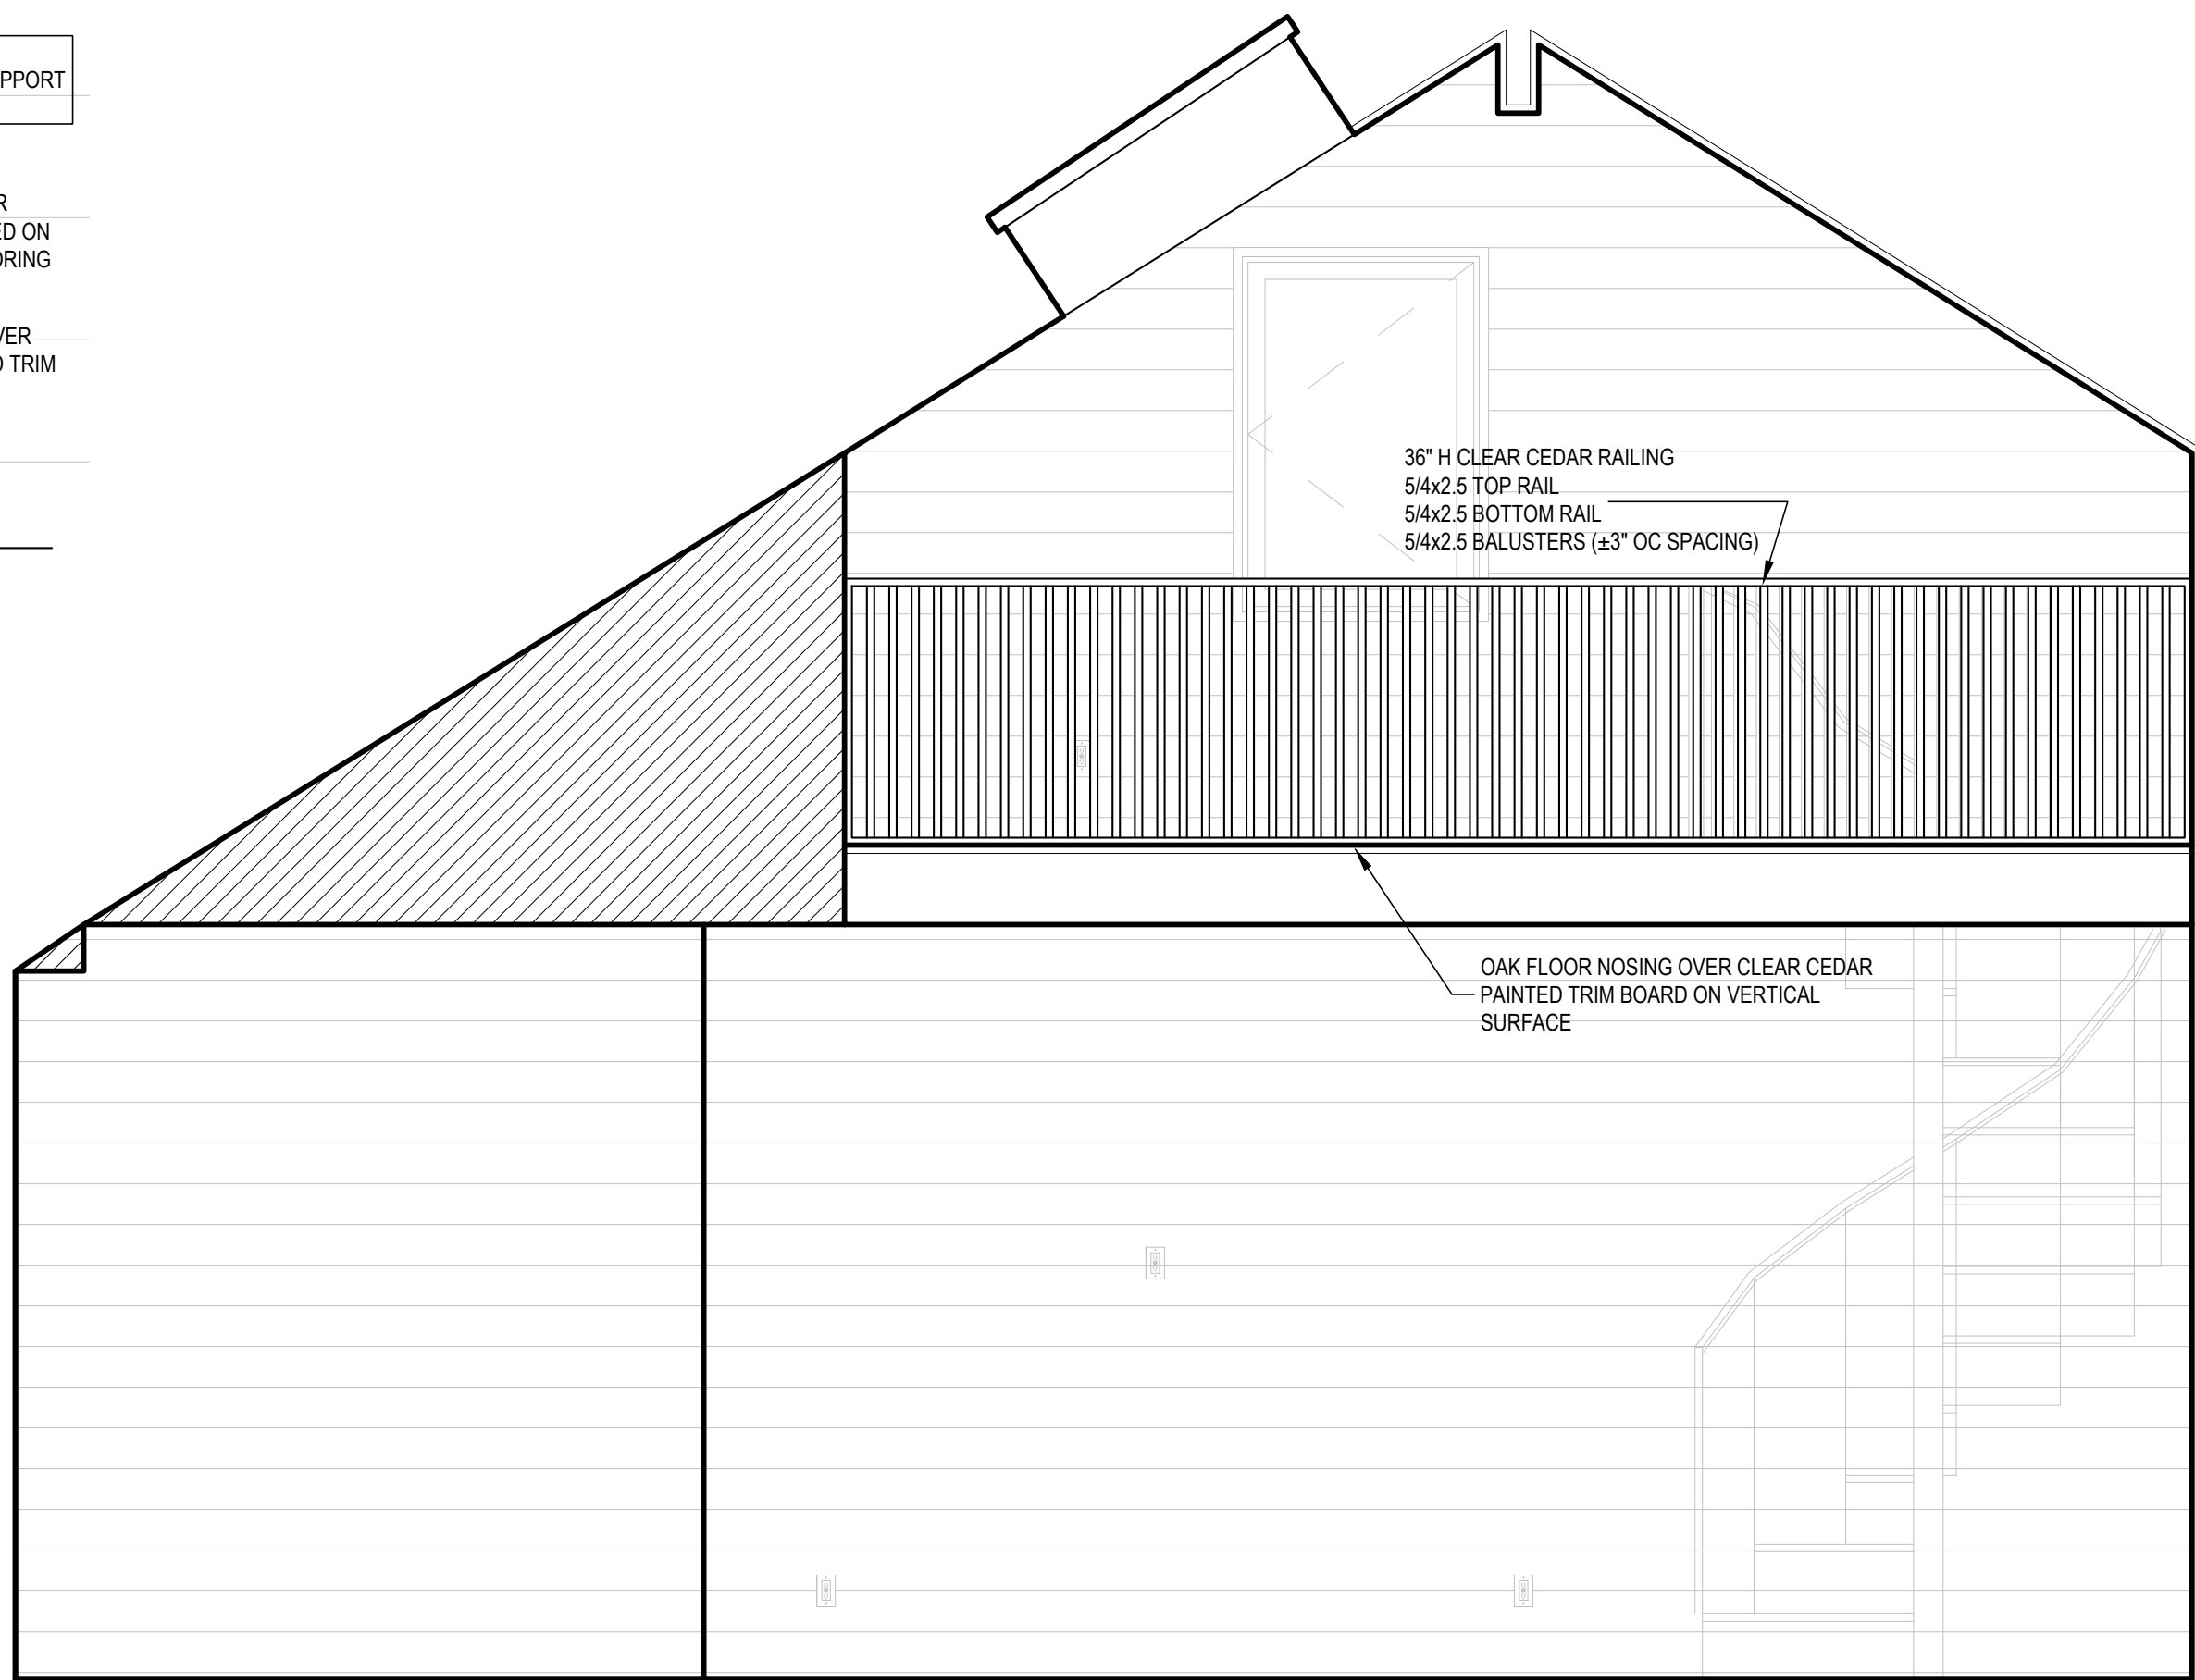 PPORT
R
ED ON
ORING
VER
D TRIM
36" H CLEAR CEDAR RAILING
5/4x2.5 TOP RAIL
5/4x2.5 BOTTOM RAIL
5/4x2.5 BALUSTERS (±3" OC SPACING)
OAK FLOOR NOSING OVER CLEAR CEDAR
PAINTED TRIM BOARD ON VERTICAL
SURFACE